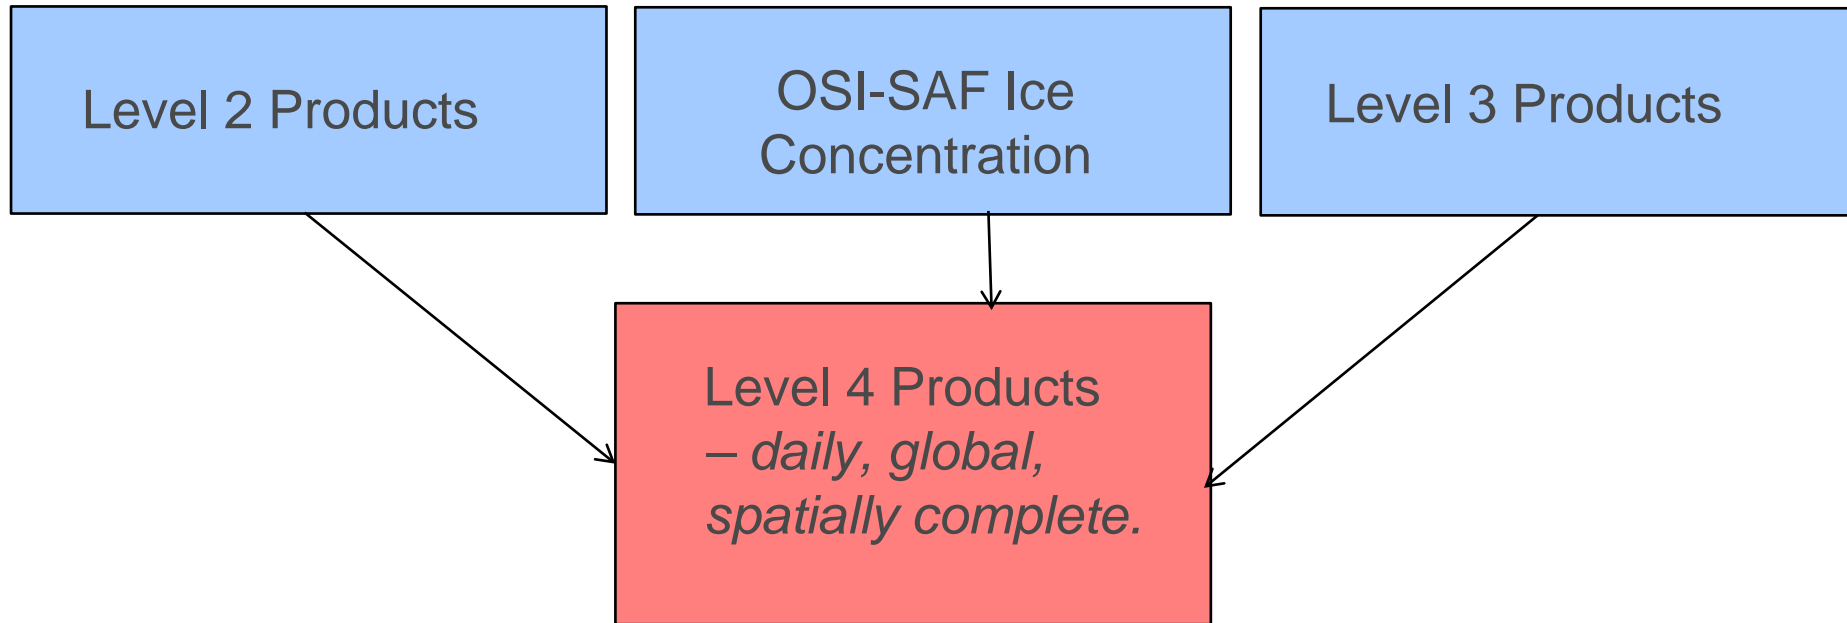 Level 2 Products
OSI-SAF Ice
Concentration
Level 3 Products
Level 4 Products
– daily, global,
spatially complete.